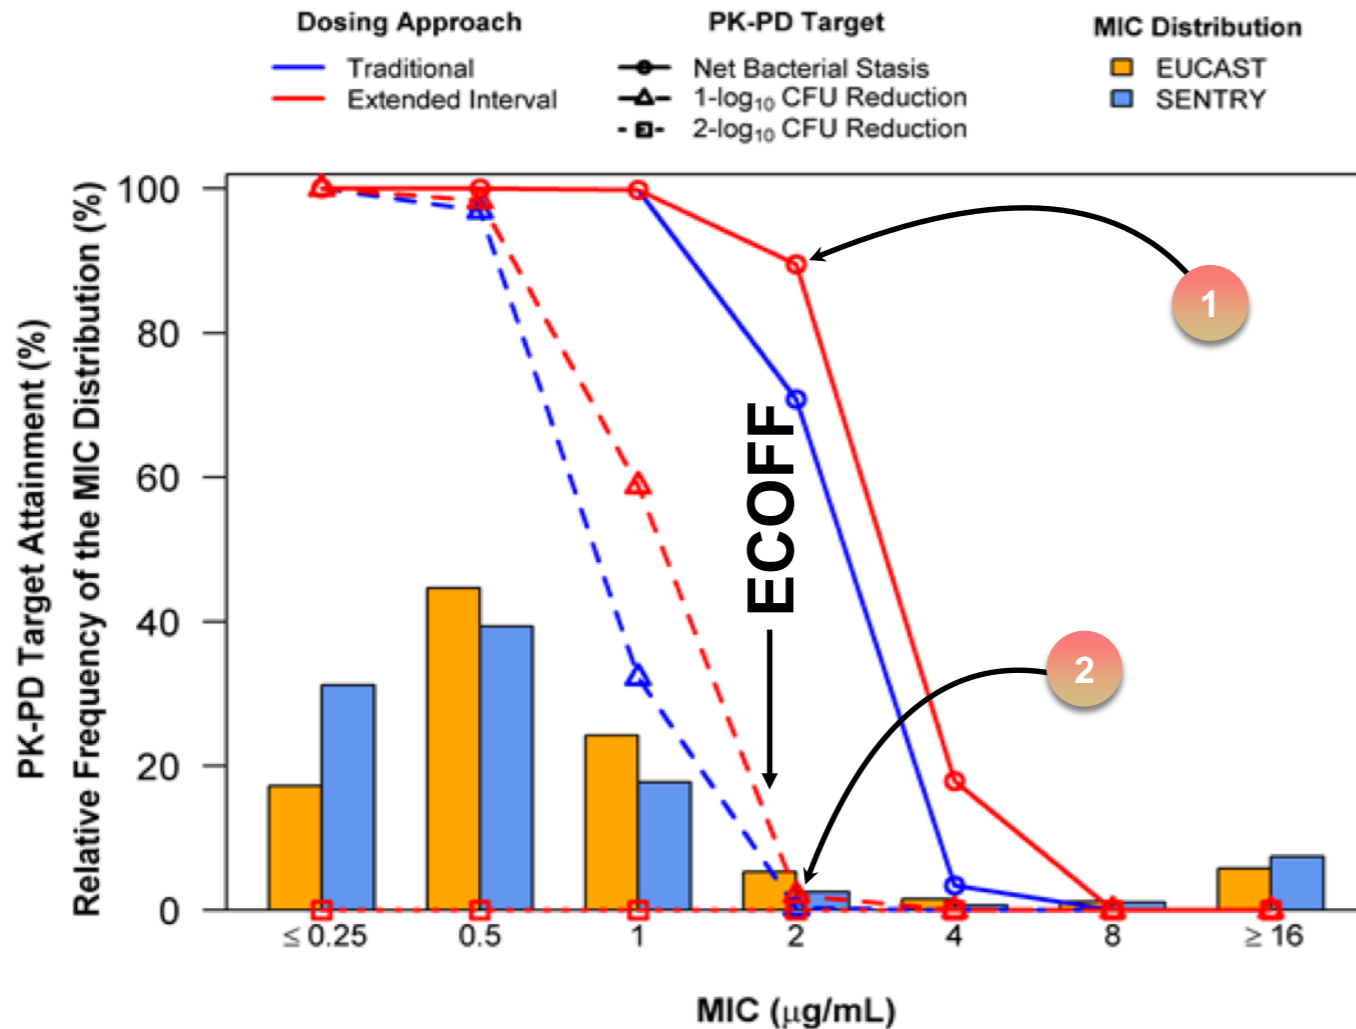 Dosing Approach
Traditional
Extended Interval
PK-PD Target
Net Bacterial Stasis
1-log₁₀ CFU Reduction
2-log₁₀ CFU Reduction
MIC Distribution
EUCAST
SENTRY
PK-PD Target Attainment (%)
Relative Frequency of the MIC Distribution (%)
100
80
60
40
20
0
1
ECOFF
2
≤ 0.25
0.5
1
2
4
8
≥ 16
MIC (μg/mL)